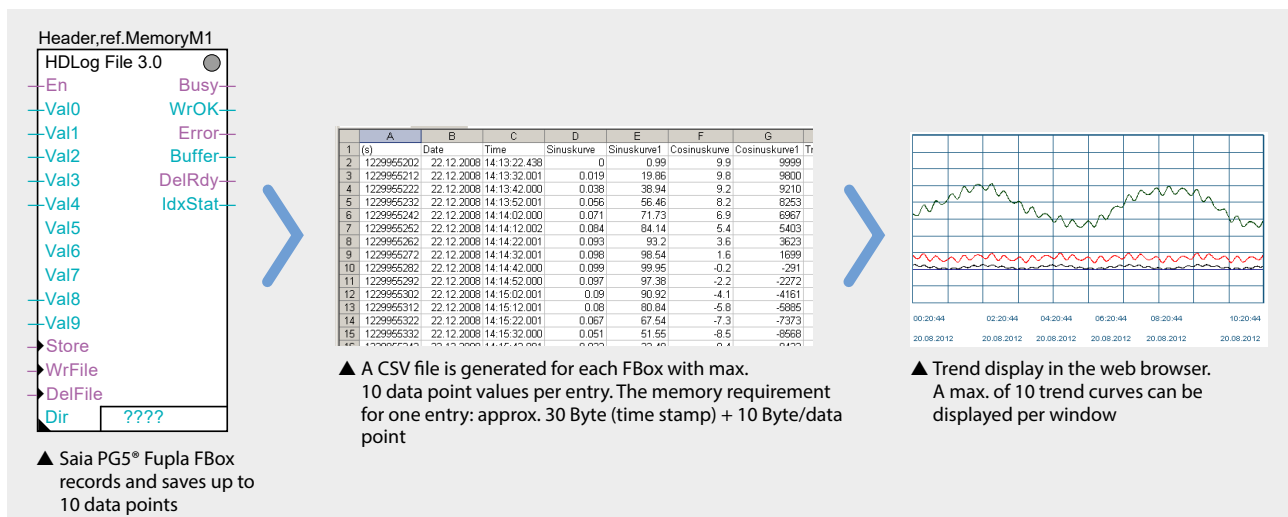 Header,ref.MemoryM1
HDLog File 3.0
En Busy
Val0 WrOK
Val1 Error
Val2 Buffer
Val3 DelRdy
Val4 IdxStat
Val5
Val6
Val7
Val8
Val9
Store
WrFile
DelFile
Dir ????
▲ Saia PG5® Fupla FBox
records and saves up to
10 data points
A B C D E F G
1 (s) Date Time Sinuskurve Sinuskurve1 Cosinuskurve Cosinuskurve1 Tr
2 1229955202 22.12.2008 14:13:22.438 0 0.99 9.9 9999
3 1229955212 22.12.2008 14:13:32.001 0.019 19.86 9.8 9800
4 1229955222 22.12.2008 14:13:42.000 0.038 38.94 9.2 9210
5 1229955232 22.12.2008 14:13:52.001 0.056 56.46 8.2 8253
6 1229955242 22.12.2008 14:14:02.000 0.071 71.73 6.9 6967
7 1229955252 22.12.2008 14:14:12.002 0.084 84.14 5.4 5403
8 1229955262 22.12.2008 14:14:22.001 0.093 93.2 3.6 3623
9 1229955272 22.12.2008 14:14:32.001 0.098 98.54 1.6 1699
10 1229955282 22.12.2008 14:14:42.000 0.099 99.95 -0.2 -291
11 1229955292 22.12.2008 14:14:52.000 0.097 97.38 -2.2 -2272
12 1229955302 22.12.2008 14:15:02.001 0.09 90.92 -4.1 -4161
13 1229955312 22.12.2008 14:15:12.001 0.08 80.84 -5.8 -5885
14 1229955322 22.12.2008 14:15:22.001 0.067 67.54 -7.3 -7373
15 1229955332 22.12.2008 14:15:32.000 0.051 51.55 -8.5 -8568
▲ A CSV file is generated for each FBox with max.
10 data point values per entry. The memory requirement
for one entry: approx. 30 Byte (time stamp) + 10 Byte/data
point
00:20:44 02:20:44 04:20:44 06:20:44 08:20:44 10:20:44
20.08.2012 20.08.2012 20.08.2012 20.08.2012 20.08.2012 20.08.2012
▲ Trend display in the web browser.
A max. of 10 trend curves can be
displayed per window